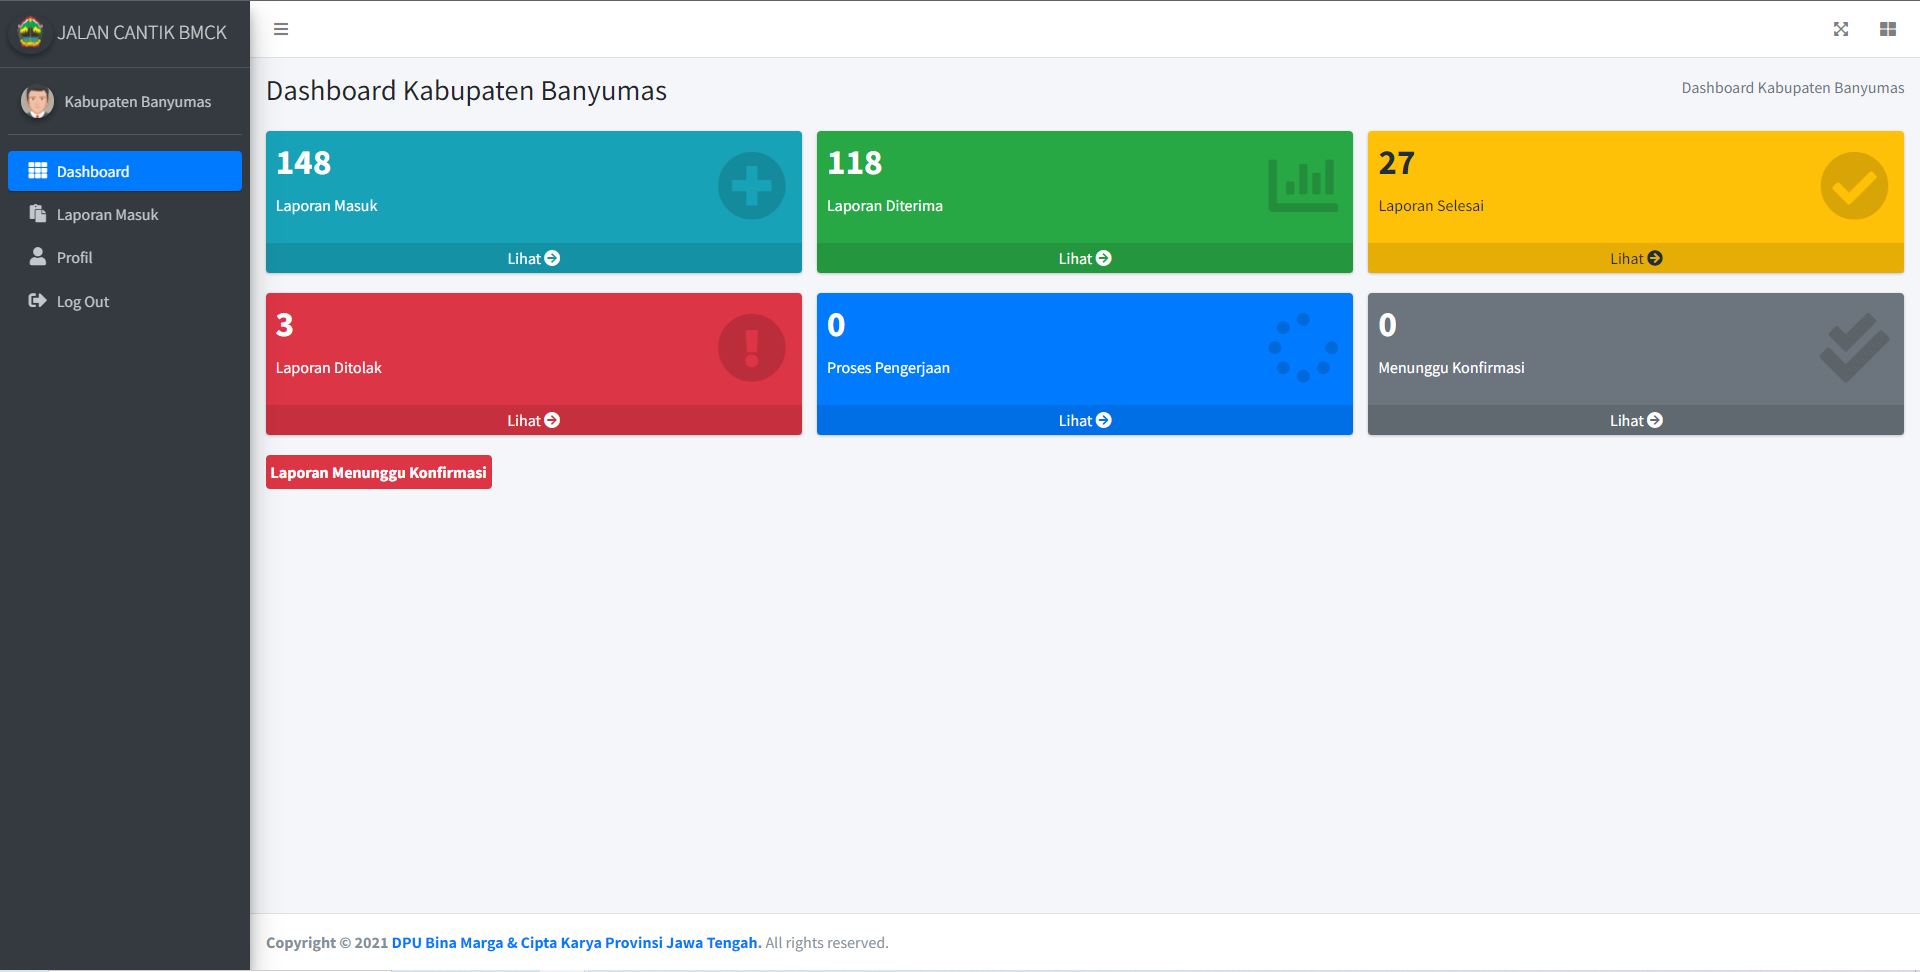 JALAN CANTIK BMCK
Kabupaten Banyumas
Dashboard
Laporan Masuk
Profil
Log Out
Dashboard Kabupaten Banyumas
Dashboard Kabupaten Banyumas
148
Laporan Masuk
Lihat
118
Laporan Diterima
Lihat
27
Laporan Selesai
Lihat
3
Laporan Ditolak
Lihat
0
Proses Pengerjaan
Lihat
0
Menunggu Konfirmasi
Lihat
Laporan Menunggu Konfirmasi
Copyright © 2021 DPU Bina Marga & Cipta Karya Provinsi Jawa Tengah. All rights reserved.